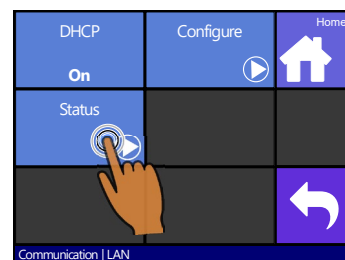 DHCP
On
Configure
Home
Status
Communication | LAN